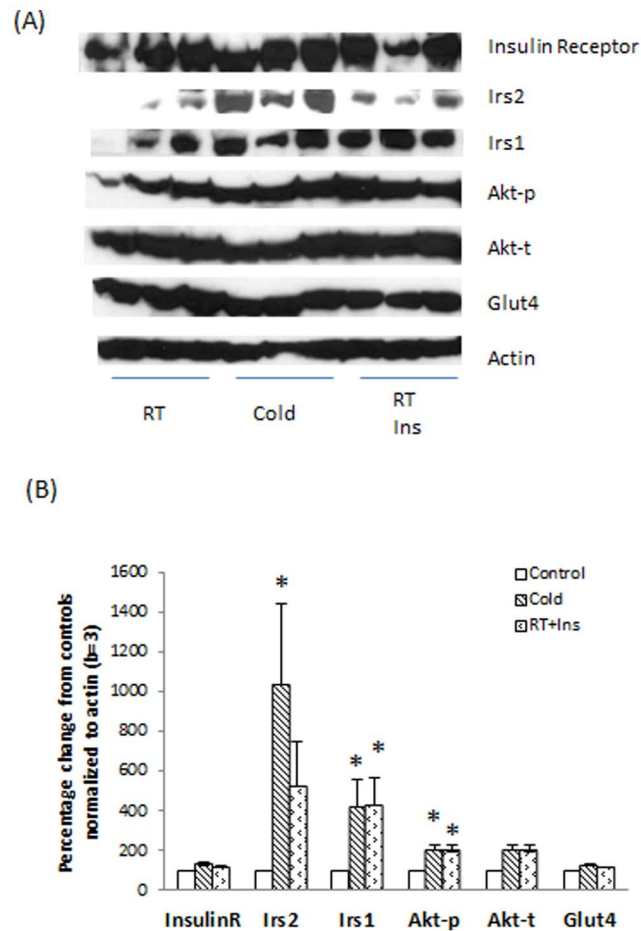 (A)
Insulin Receptor
Irs2
Irs1
Akt-p
Akt-t
Glut4
Actin
RT
Cold
RT
Ins
(B)
Percentage change from controls
normalized to actin (b=3)
1600
1400
1200
1000
800
600
400
200
0
Control
Cold
RT+Ins
*
*
*
*
*
InsulinR
Irs2
Irs1
Akt-p
Akt-t
Glut4